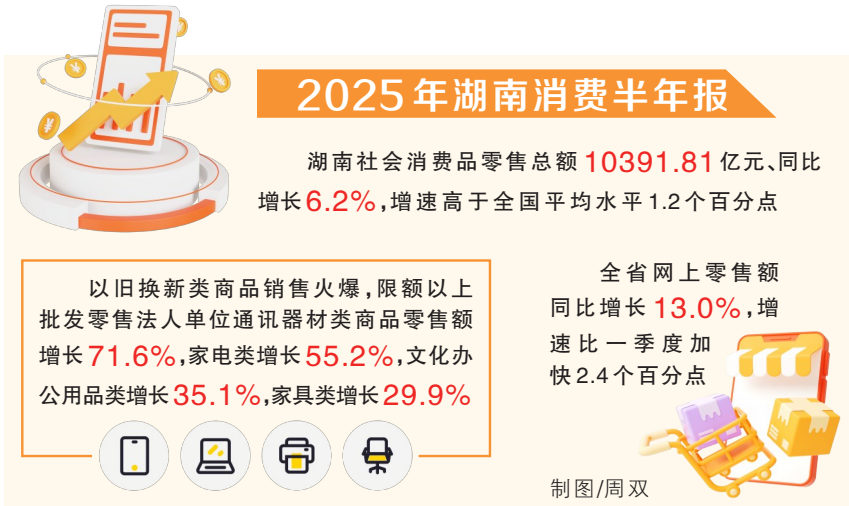 2025年湖南消费半年报
湖南社会消费品零售总额10391.81亿元、同比
增长6.2%,增速高于全国平均水平1.2个百分点
以旧换新类商品销售火爆,限额以上
批发零售法人单位通讯器材类商品零售额
增长71.6%,家电类增长55.2%,文化办
公用品类增长35.1%,家具类增长29.9%
全省网上零售额
同比增长13.0%,增
速比一季度加
快2.4个百分点
制图/周双